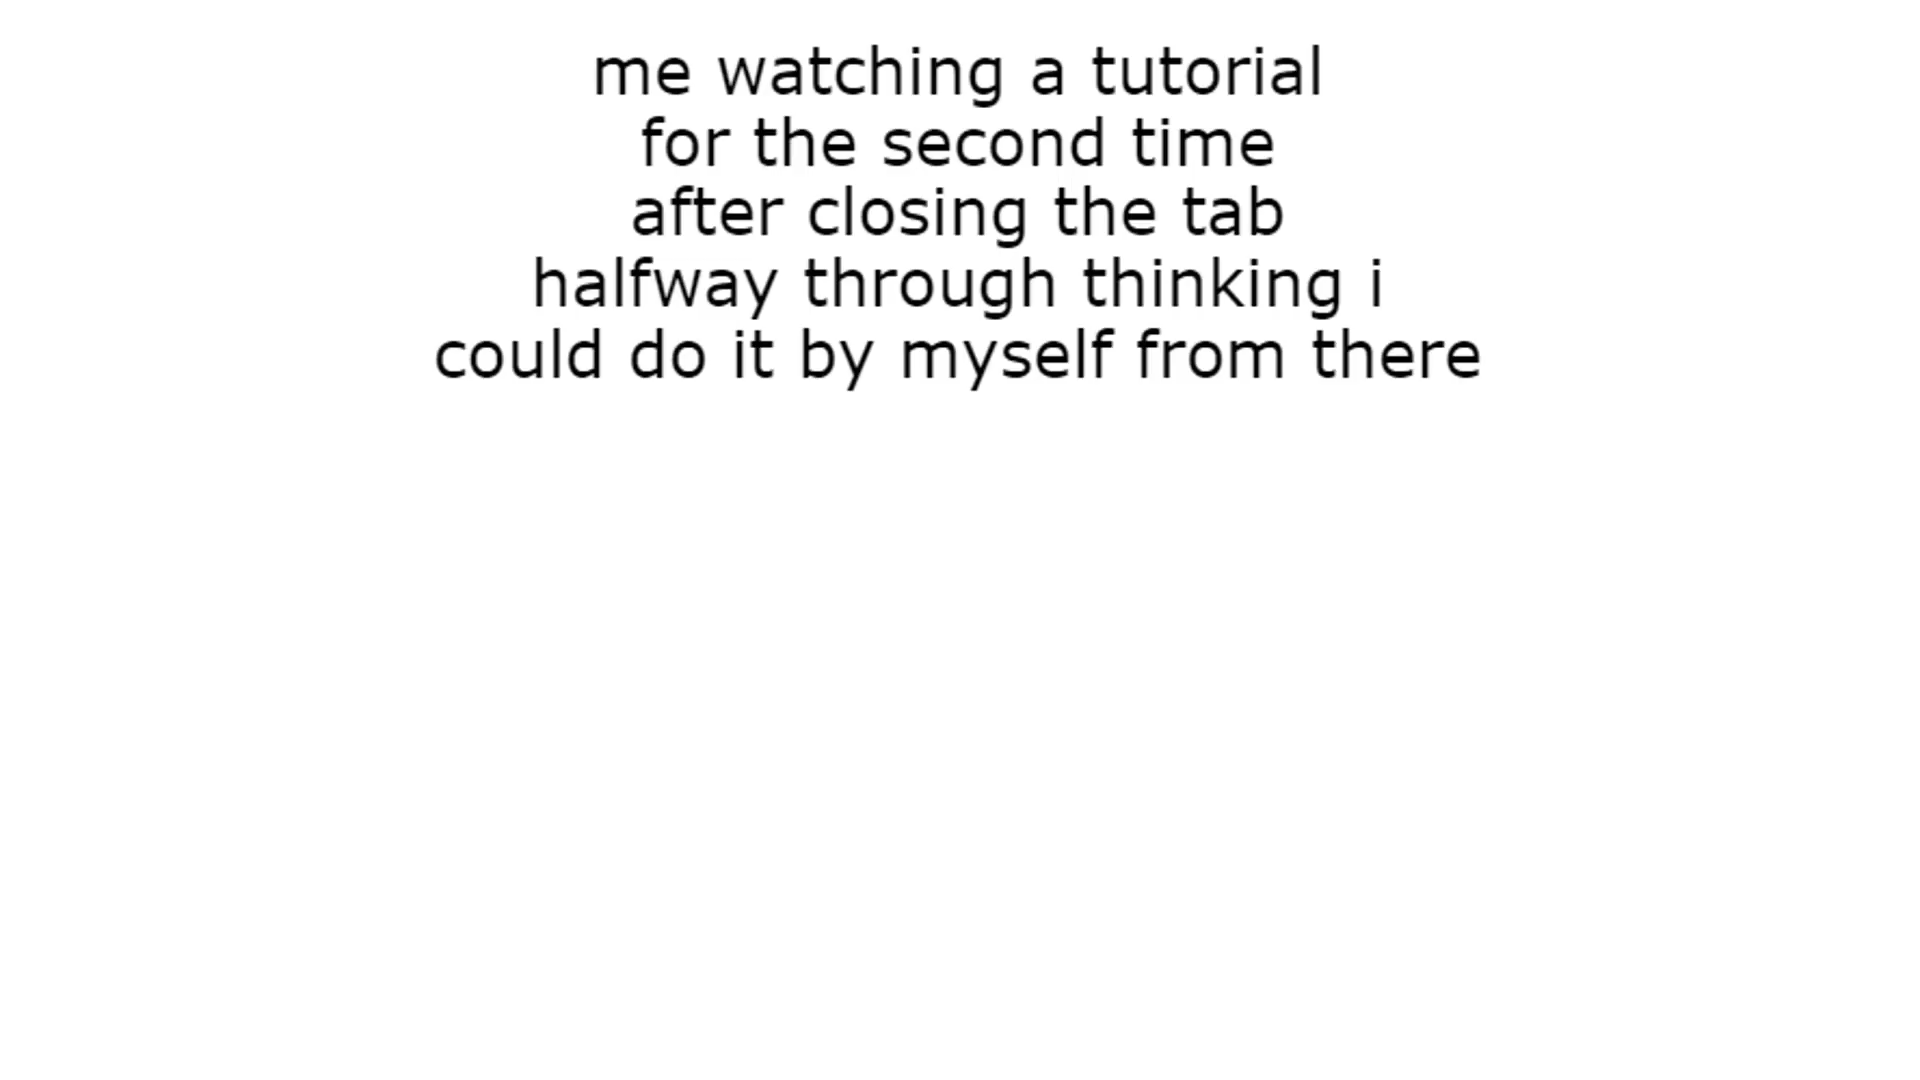 me watching a tutorial
for the second time
after closing the tab
halfway through thinking i
could do it by myself from there